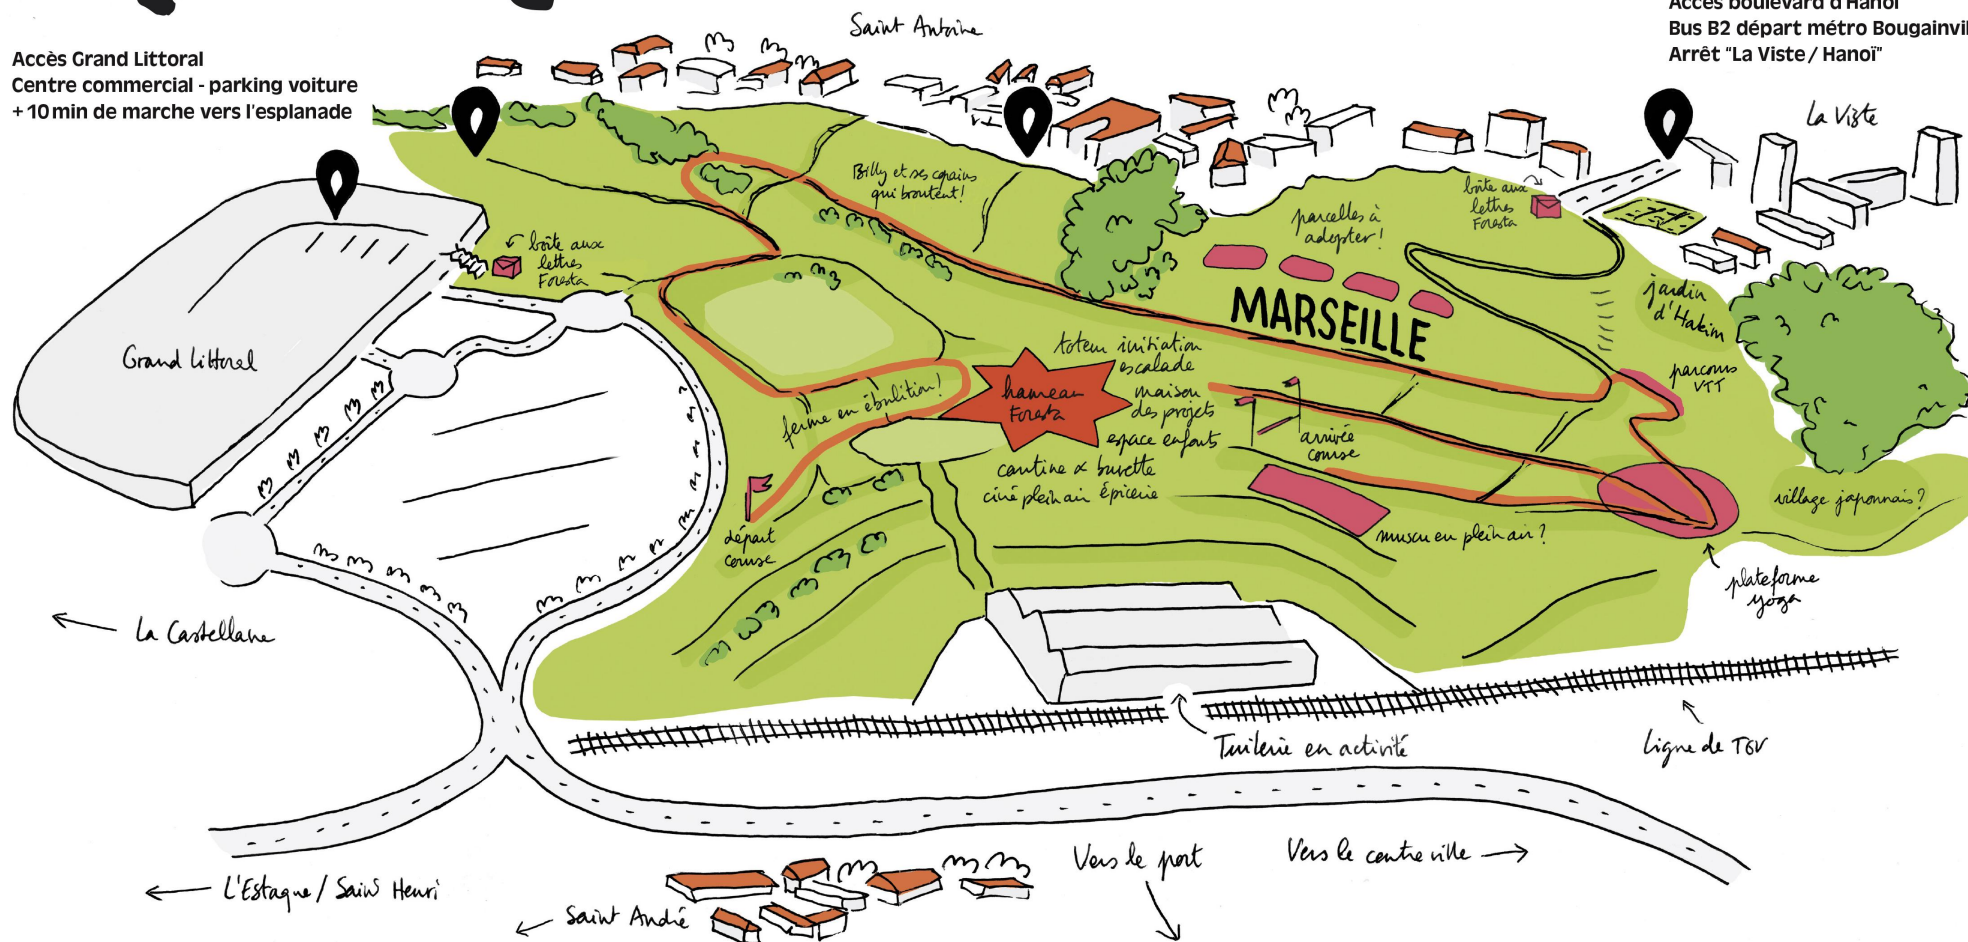 Saint Antoine
Accès Grand Littoral
Centre commercial - parking voiture
+ 10 min de marche vers l'esplanade
Accès boulevard d'Hanoï
Bus B2 départ métro Bougainvil
Arrêt "La Viste / Hanoï"
La Viste
Billy et ses copains
qui broutent !
boîte aux
lettres
Foresta
parcelles à
adopter !
boîte aux
lettres
Foresta
jardin
d'Hakim
MARSEILLE
Grand Littoral
totem initiation
escalade
parcours
VTT
hameau
Foresta
maison
des projets
espace enfants
ferme en ébulition !
arrivée
course
cantine & buvette
ciné plein air épicerie
village japonnais ?
départ
course
muscu en plein air ?
plateforme
yoga
La Castellane
Tuilerie en activité
Ligne de TGV
Vers le port
Vers le centre ville
L'Estaque / Saint Henri
Saint André